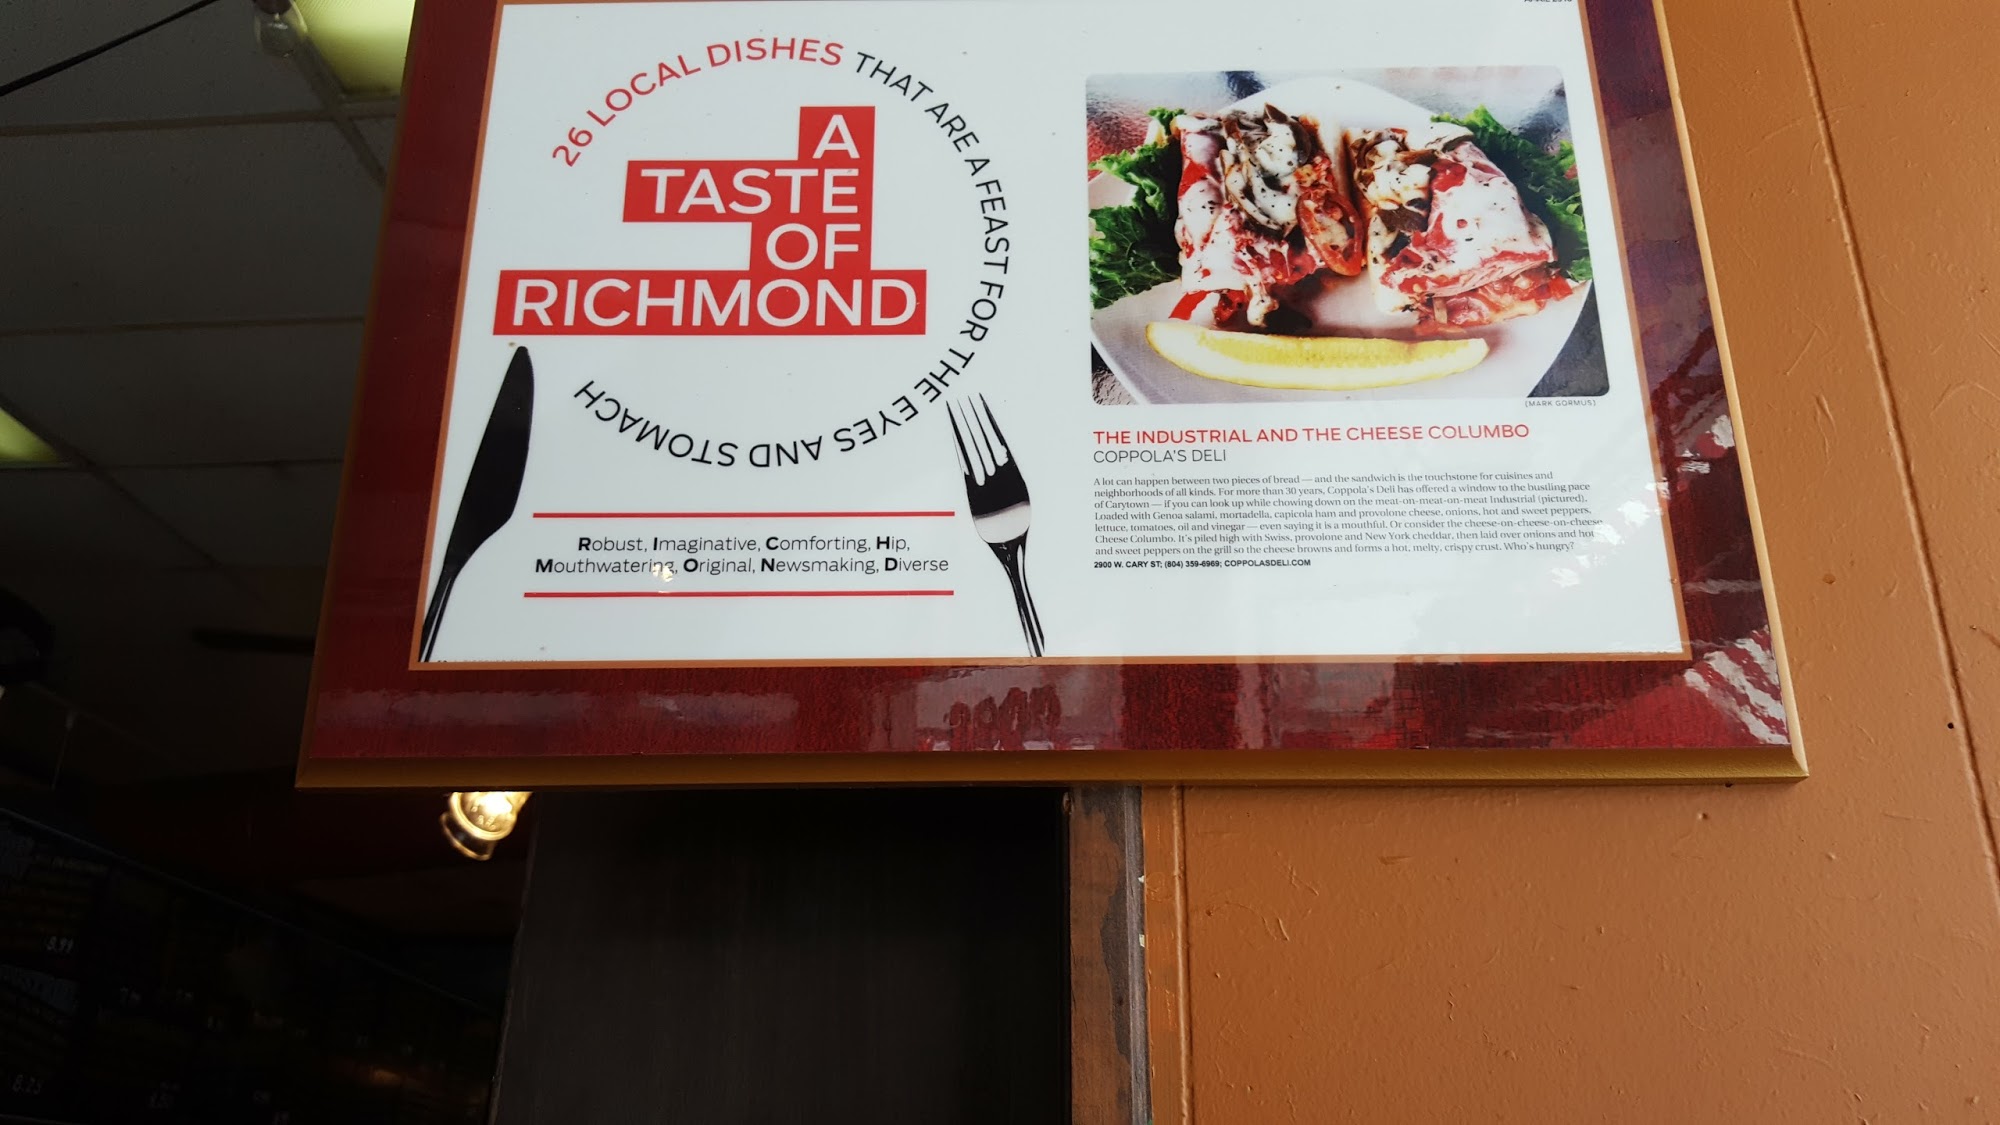 26 LOCAL DISHES THAT ARE A FEAST FOR THE EYES AND STOMACH
A
TASTE
OF
RICHMOND
Robust, Imaginative, Comforting, Hip,
Mouthwatering, Original, Newsmaking, Diverse
[MARK GORMUS]
THE INDUSTRIAL AND THE CHEESE COLUMBO
COPPOLA'S DELI
A lot can happen between two pieces of bread — and the sandwich is the touchstone for cuisines and
neighborhoods of all kinds. For more than 30 years, Coppola's Deli has offered a window to the bustling pace
of Carytown — if you can look up while chowing down on the meat-on-meat-on-meat Industrial (pictured).
Loaded with Genoa salami, mortadella, capicola ham and provolone cheese, onions, hot and sweet peppers,
lettuce, tomatoes, oil and vinegar — even saying it is a mouthful. Or consider the cheese-on-cheese-on-cheese
Cheese Columbo. It's piled high with Swiss, provolone and New York cheddar, then laid over onions and hot
and sweet peppers on the grill so the cheese browns and forms a hot, melty, crispy crust. Who's hungry?
2900 W. CARY ST; (804) 359-6969; COPPOLASDELI.COM
8.99
8.25